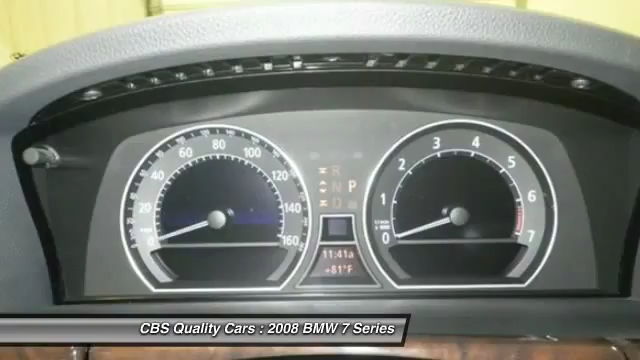 0 20 40 60 80 100 120 140 160
R
N P
D
11:41a
+81°F
0 1 2 3 4 5 6 7
CBS Quality Cars : 2008 BMW 7 Series